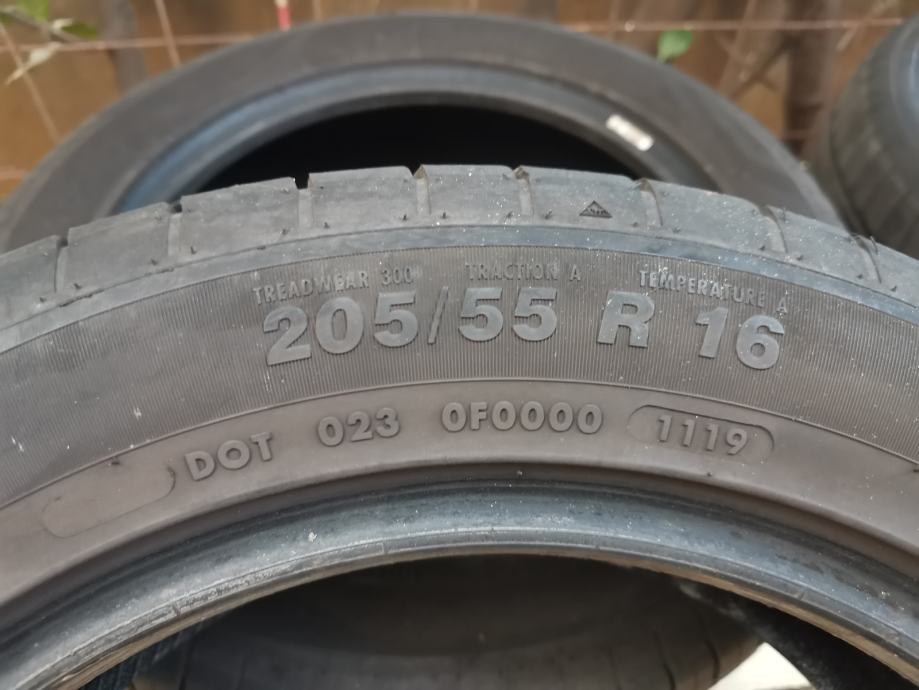 TREADWEAR 300 TRACTION A TEMPERATURE A
205/55 R 16
DOT 023 0F0000 1119